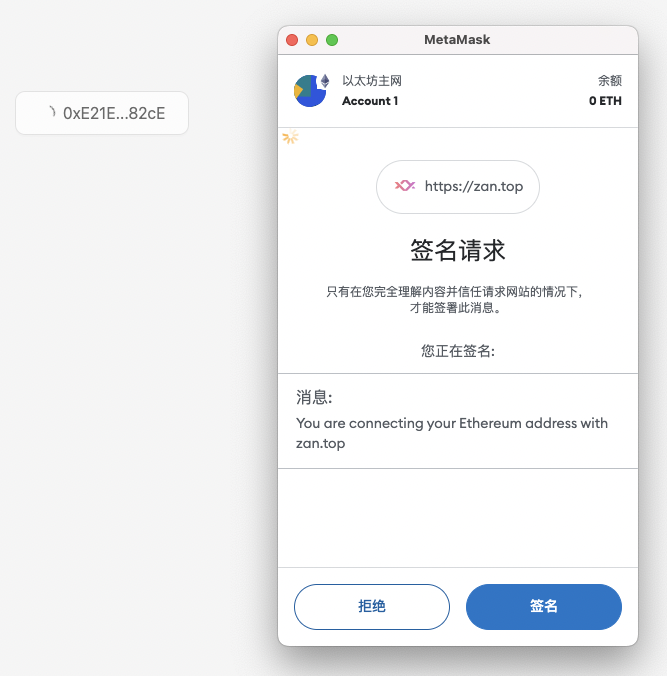 MetaMask
以太坊主网
余额
Account 1
0 ETH
0xE21E...82cE
https://zan.top
签名请求
只有在您完全理解内容并信任请求网站的情况下，
才能签署此消息。
您正在签名:
消息:
You are connecting your Ethereum address with
zan.top
拒绝
签名